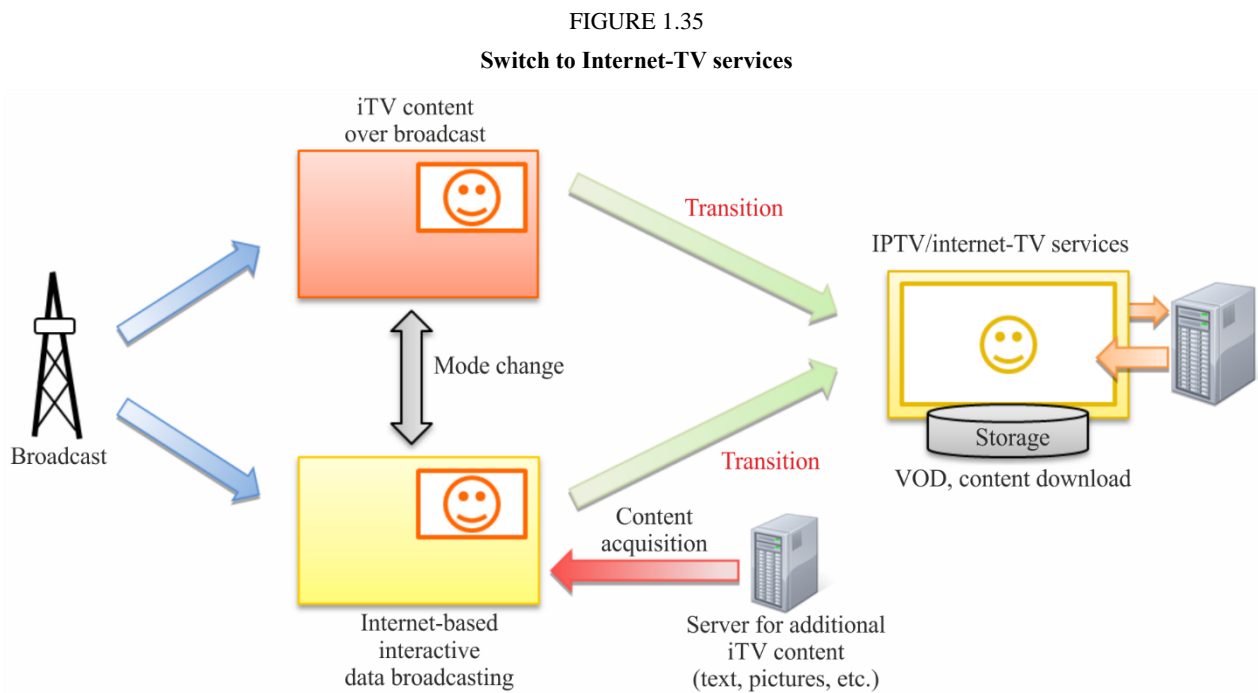 FIGURE 1.35
Switch to Internet-TV services
iTV content
over broadcast
Transition
IPTV/internet-TV services
Mode change
Broadcast
Storage
Transition
VOD, content download
Content
acquisition
Internet-based
interactive
data broadcasting
Server for additional
iTV content
(text, pictures, etc.)